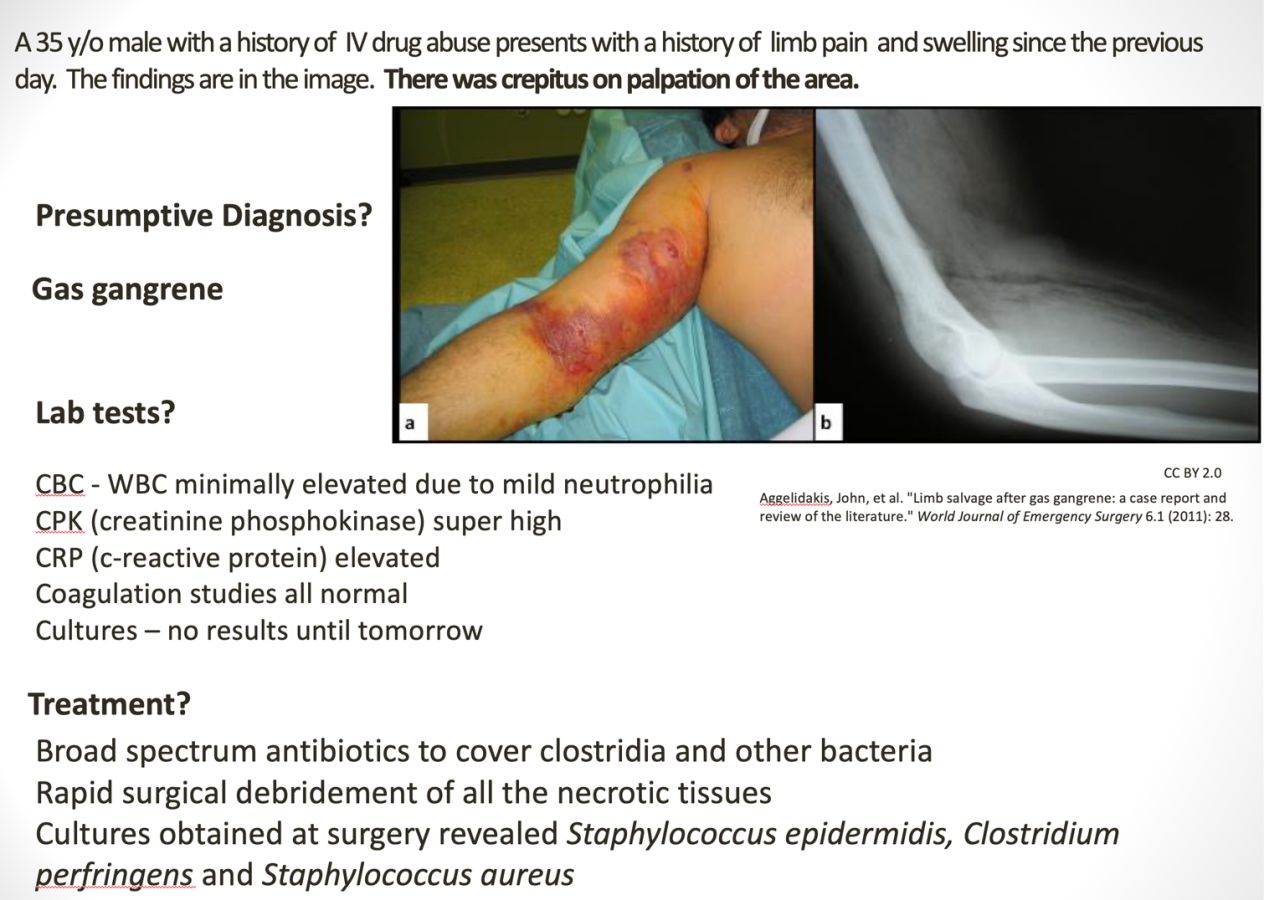 A 35 y/o male with a history of IV drug abuse presents with a history of limb pain and swelling since the previous
day. The findings are in the image. There was crepitus on palpation of the area.
Presumptive Diagnosis?
Gas gangrene
a
b
Lab tests?
CBC - WBC minimally elevated due to mild neutrophilia
CPK (creatinine phosphokinase) super high
CRP (c-reactive protein) elevated
Coagulation studies all normal
Cultures – no results until tomorrow
CC BY 2.0
Aggelidakis, John, et al. "Limb salvage after gas gangrene: a case report and
review of the literature." World Journal of Emergency Surgery 6.1 (2011): 28.
Treatment?
Broad spectrum antibiotics to cover clostridia and other bacteria
Rapid surgical debridement of all the necrotic tissues
Cultures obtained at surgery revealed Staphylococcus epidermidis, Clostridium
perfringens and Staphylococcus aureus